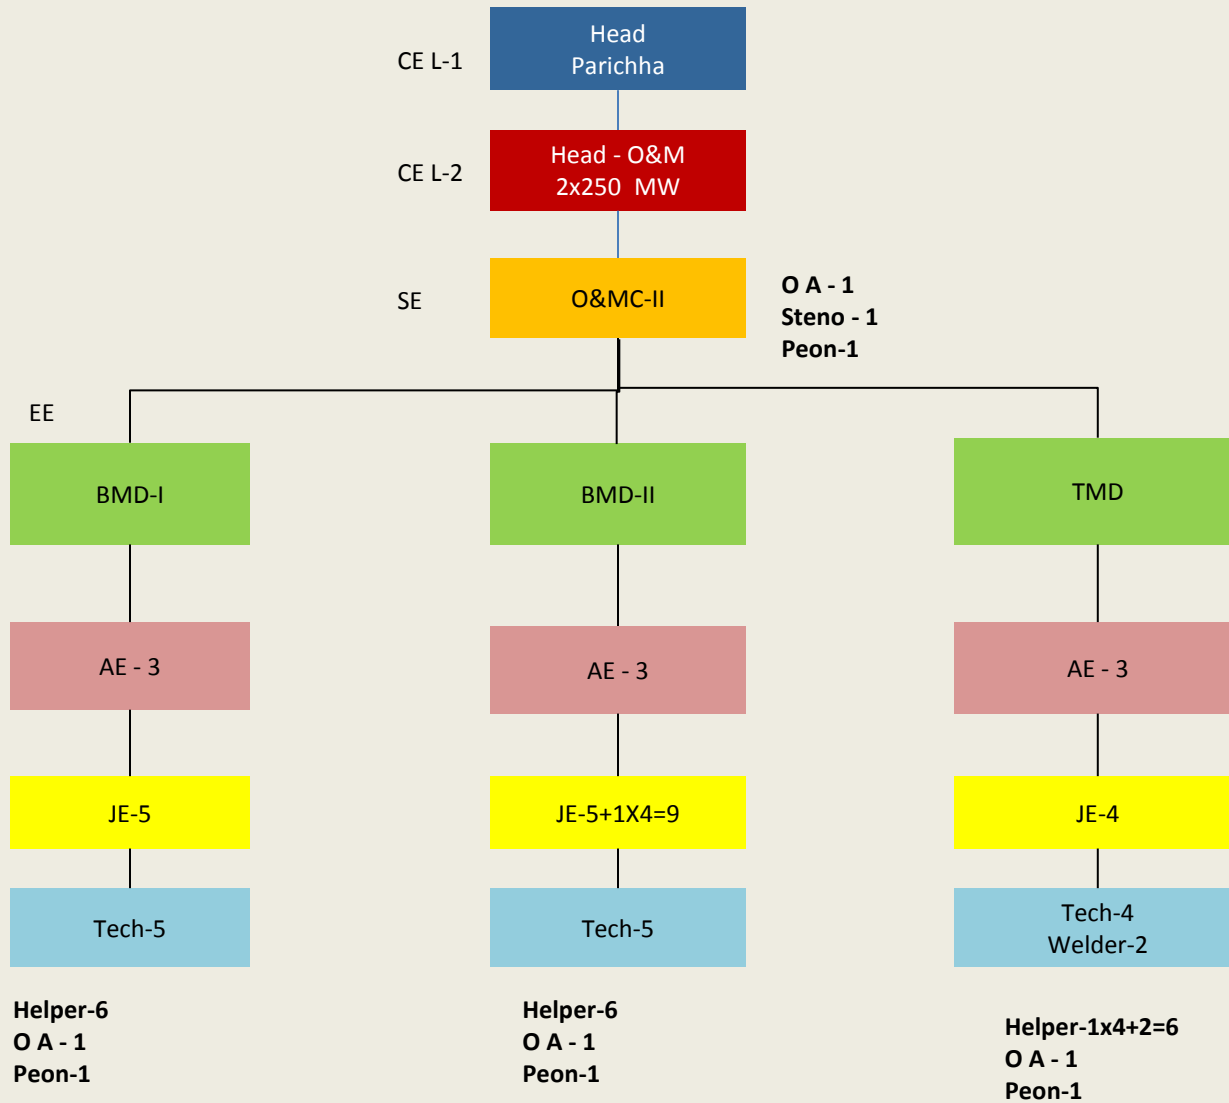 Head
Parichha
CE L-1
Head - O&M
2x250 MW
CE L-2
O&MC-II
SE
O A - 1
Steno - 1
Peon-1
EE
BMD-I
BMD-II
TMD
AE - 3
AE - 3
AE - 3
JE-5
JE-5+1X4=9
JE-4
Tech-5
Tech-5
Tech-4
Welder-2
Helper-6
O A - 1
Peon-1
Helper-6
O A - 1
Peon-1
Helper-1x4+2=6
O A - 1
Peon-1